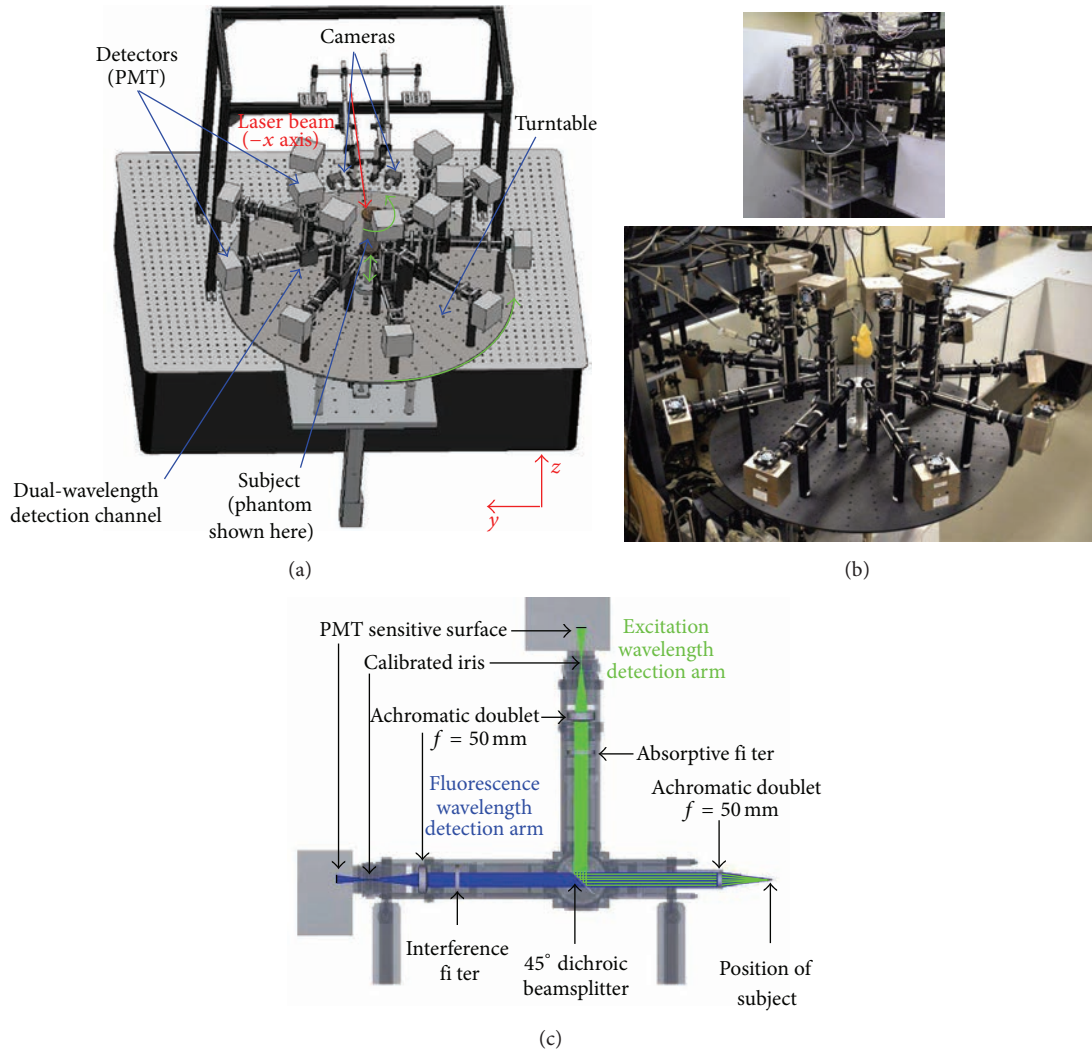 Cameras
Detectors
(PMT)
Laser beam
(−x axis)
Turntable
Dual-wavelength
detection channel
Subject
(phantom
shown here)
z
y
(a)
(b)
PMT sensitive surface
Excitation
wavelength
detection arm
Calibrated iris
Achromatic doublet
f = 50 mm
Absorptive fi ter
Fluorescence
wavelength
detection arm
Achromatic doublet
f = 50 mm
Interference
fi ter
45° dichroic
beamsplitter
Position of
subject
(c)